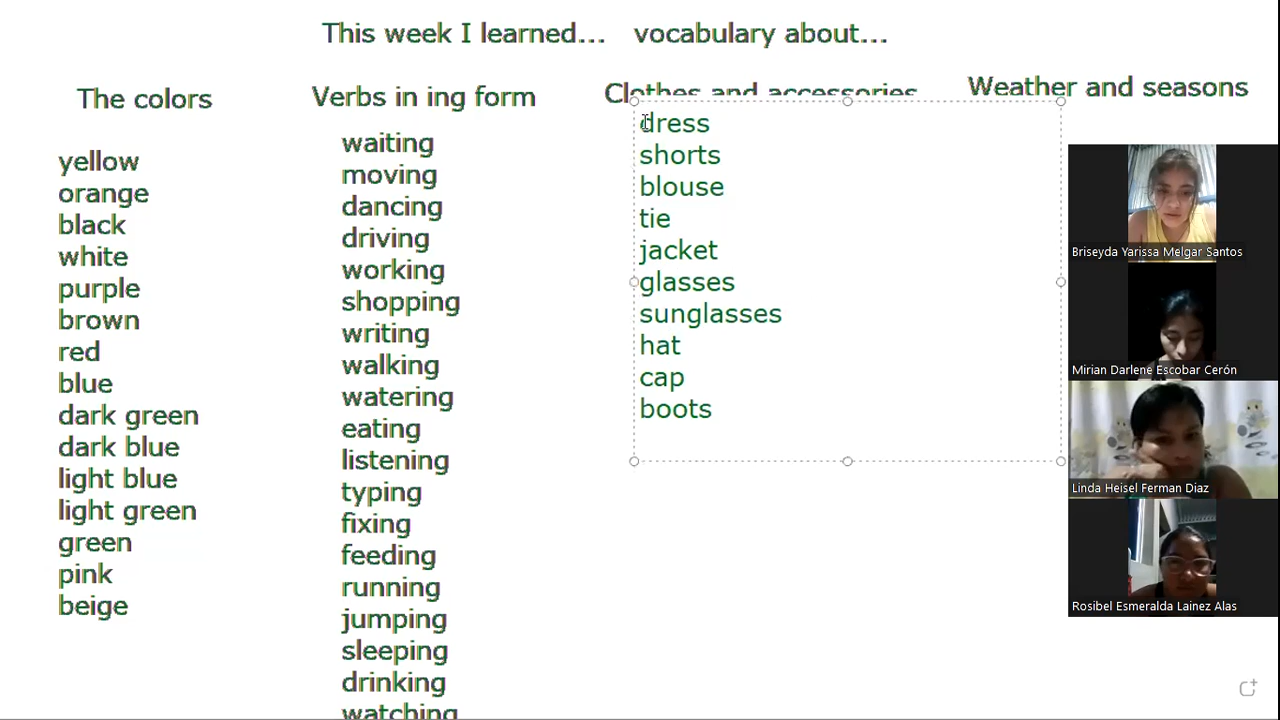 This week I learned... vocabulary about...
The colors
yellow
orange
black
white
purple
brown
red
blue
dark green
dark blue
light blue
light green
green
pink
beige
Verbs in ing form
waiting
moving
dancing
driving
working
shopping
writing
walking
watering
eating
listening
typing
fixing
feeding
running
jumping
sleeping
drinking
watching
Clothes and accessories
dress
shorts
blouse
tie
jacket
glasses
sunglasses
hat
cap
boots
Weather and seasons
Briseyda Yarissa Melgar Santos
Mirian Darlene Escobar Cerón
Linda Heisel Ferman Diaz
Rosibel Esmeralda Lainez Alas